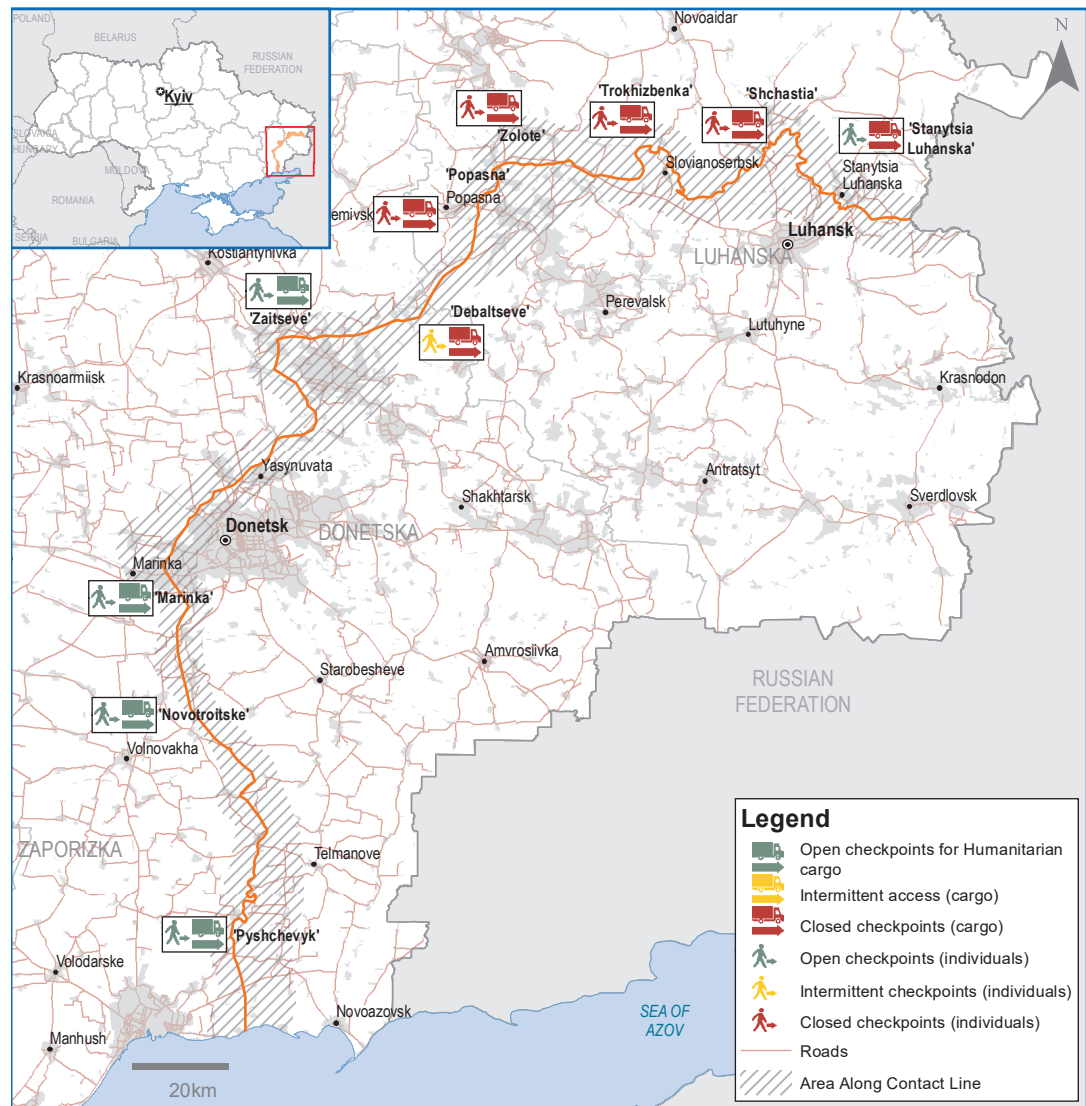 POLAND
BELARUS
RUSSIAN
FEDERATION
Kyiv
SLOVAKIA
HUNGARY
MOLDOVA
ROMANIA
SERBIA
BULGARIA
N
Novoaidar
'Trokhizbenka'
'Shchastia'
'Zolote'
'Stanytsia
Luhanska'
Slovianoserbsk
Stanytsia
Luhanska
'Popasna'
Popasna
emivsk
Luhansk
LUHANSKA
Kostiantynivka
'Zaitseve'
'Debaltseve'
Perevalsk
Lutuhyne
Krasnoarmiisk
Krasnodon
Yasynuvata
Antratsyt
Shakhtarsk
Sverdlovsk
Donetsk
DONETSKA
Marinka
'Marinka'
Amvrosiivka
Starobesheve
RUSSIAN
FEDERATION
'Novotroitske'
Volnovakha
ZAPORIZKA
Telmanove
'Pyshchevyk'
Volodarske
Novoazovsk
SEA OF
AZOV
Manhush
20km
Legend
Open checkpoints for Humanitarian
cargo
Intermittent access (cargo)
Closed checkpoints (cargo)
Open checkpoints (individuals)
Intermittent checkpoints (individuals)
Closed checkpoints (individuals)
Roads
Area Along Contact Line